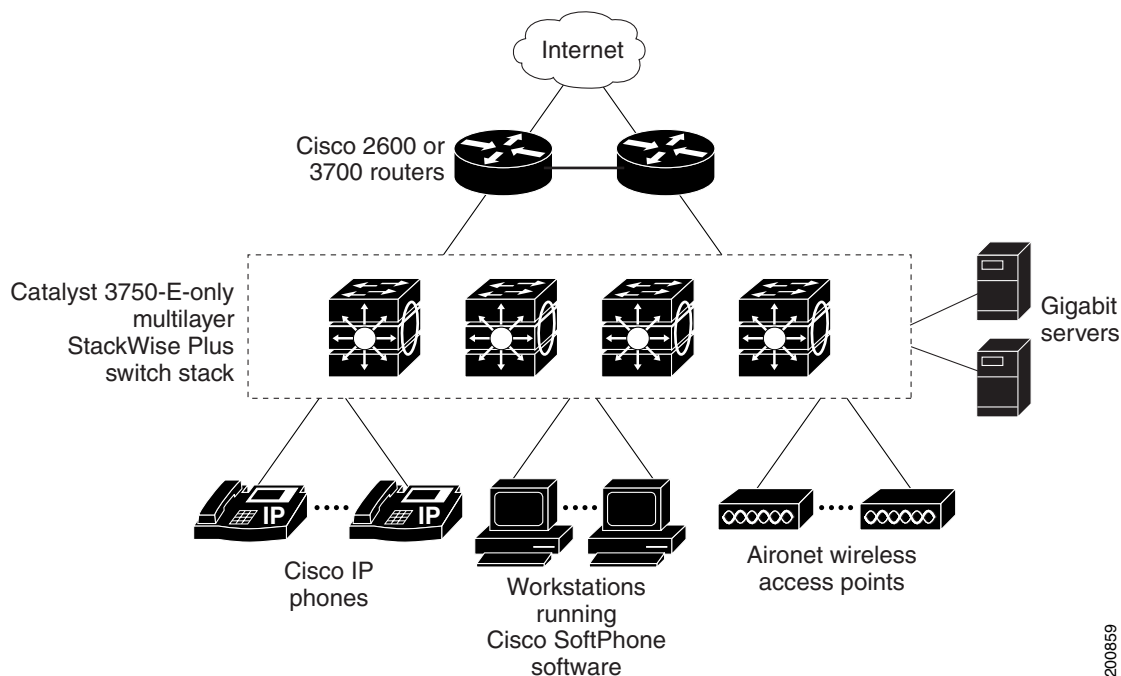 Internet
Cisco 2600 or
3700 routers
Catalyst 3750-E-only
multilayer
StackWise Plus
switch stack
Gigabit
servers
IP
IP
Cisco IP
phones
Workstations
running
Cisco SoftPhone
software
Aironet wireless
access points
200859